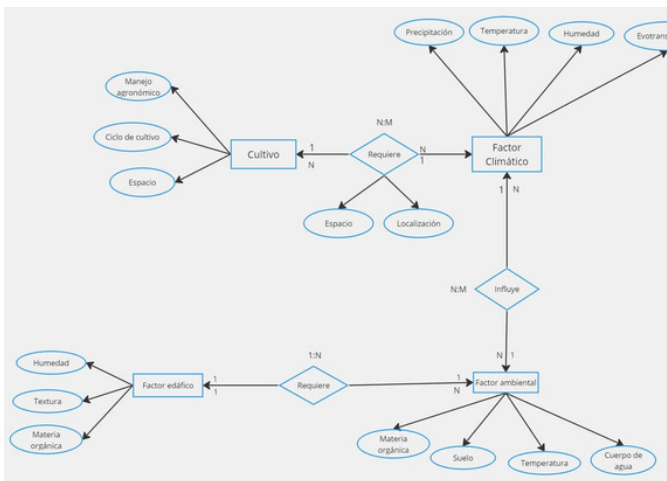 Precipitación
Temperatura
Humedad
Evotrans
Manejo
agronómico
Ciclo de cultivo
Espacio
Cultivo
1
N
N:M
Requiere
N
1
Factor
Climático
Espacio
Localización
1 N
N:M
Influye
N 1
Humedad
Textura
Materia
orgánica
Factor edáfico
1
1
1:N
Requiere
1
N
Factor ambiental
Materia
orgánica
Suelo
Temperatura
Cuerpo de
agua